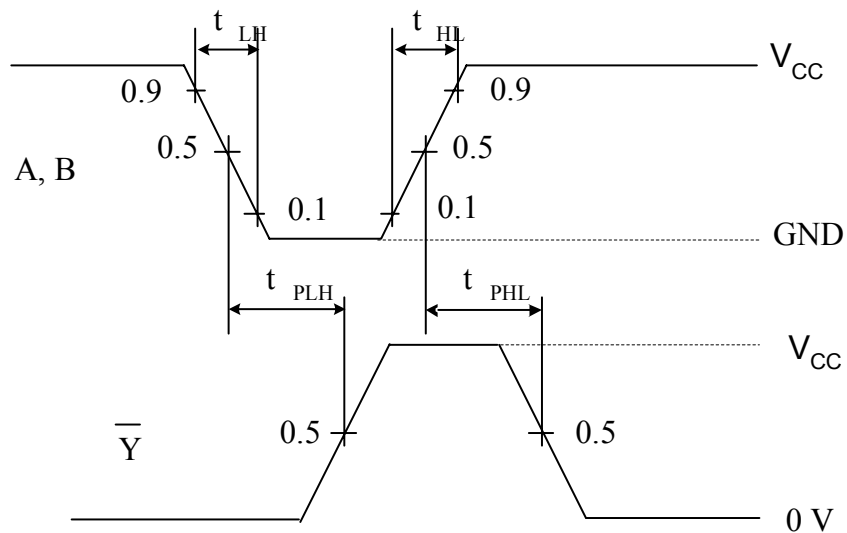 t LH t HL
V CC
0.9 0.9
0.5 0.5
A, B
0.1 0.1
GND
t PLH t PHL
V CC
Y̅ 0.5 0.5
0 V